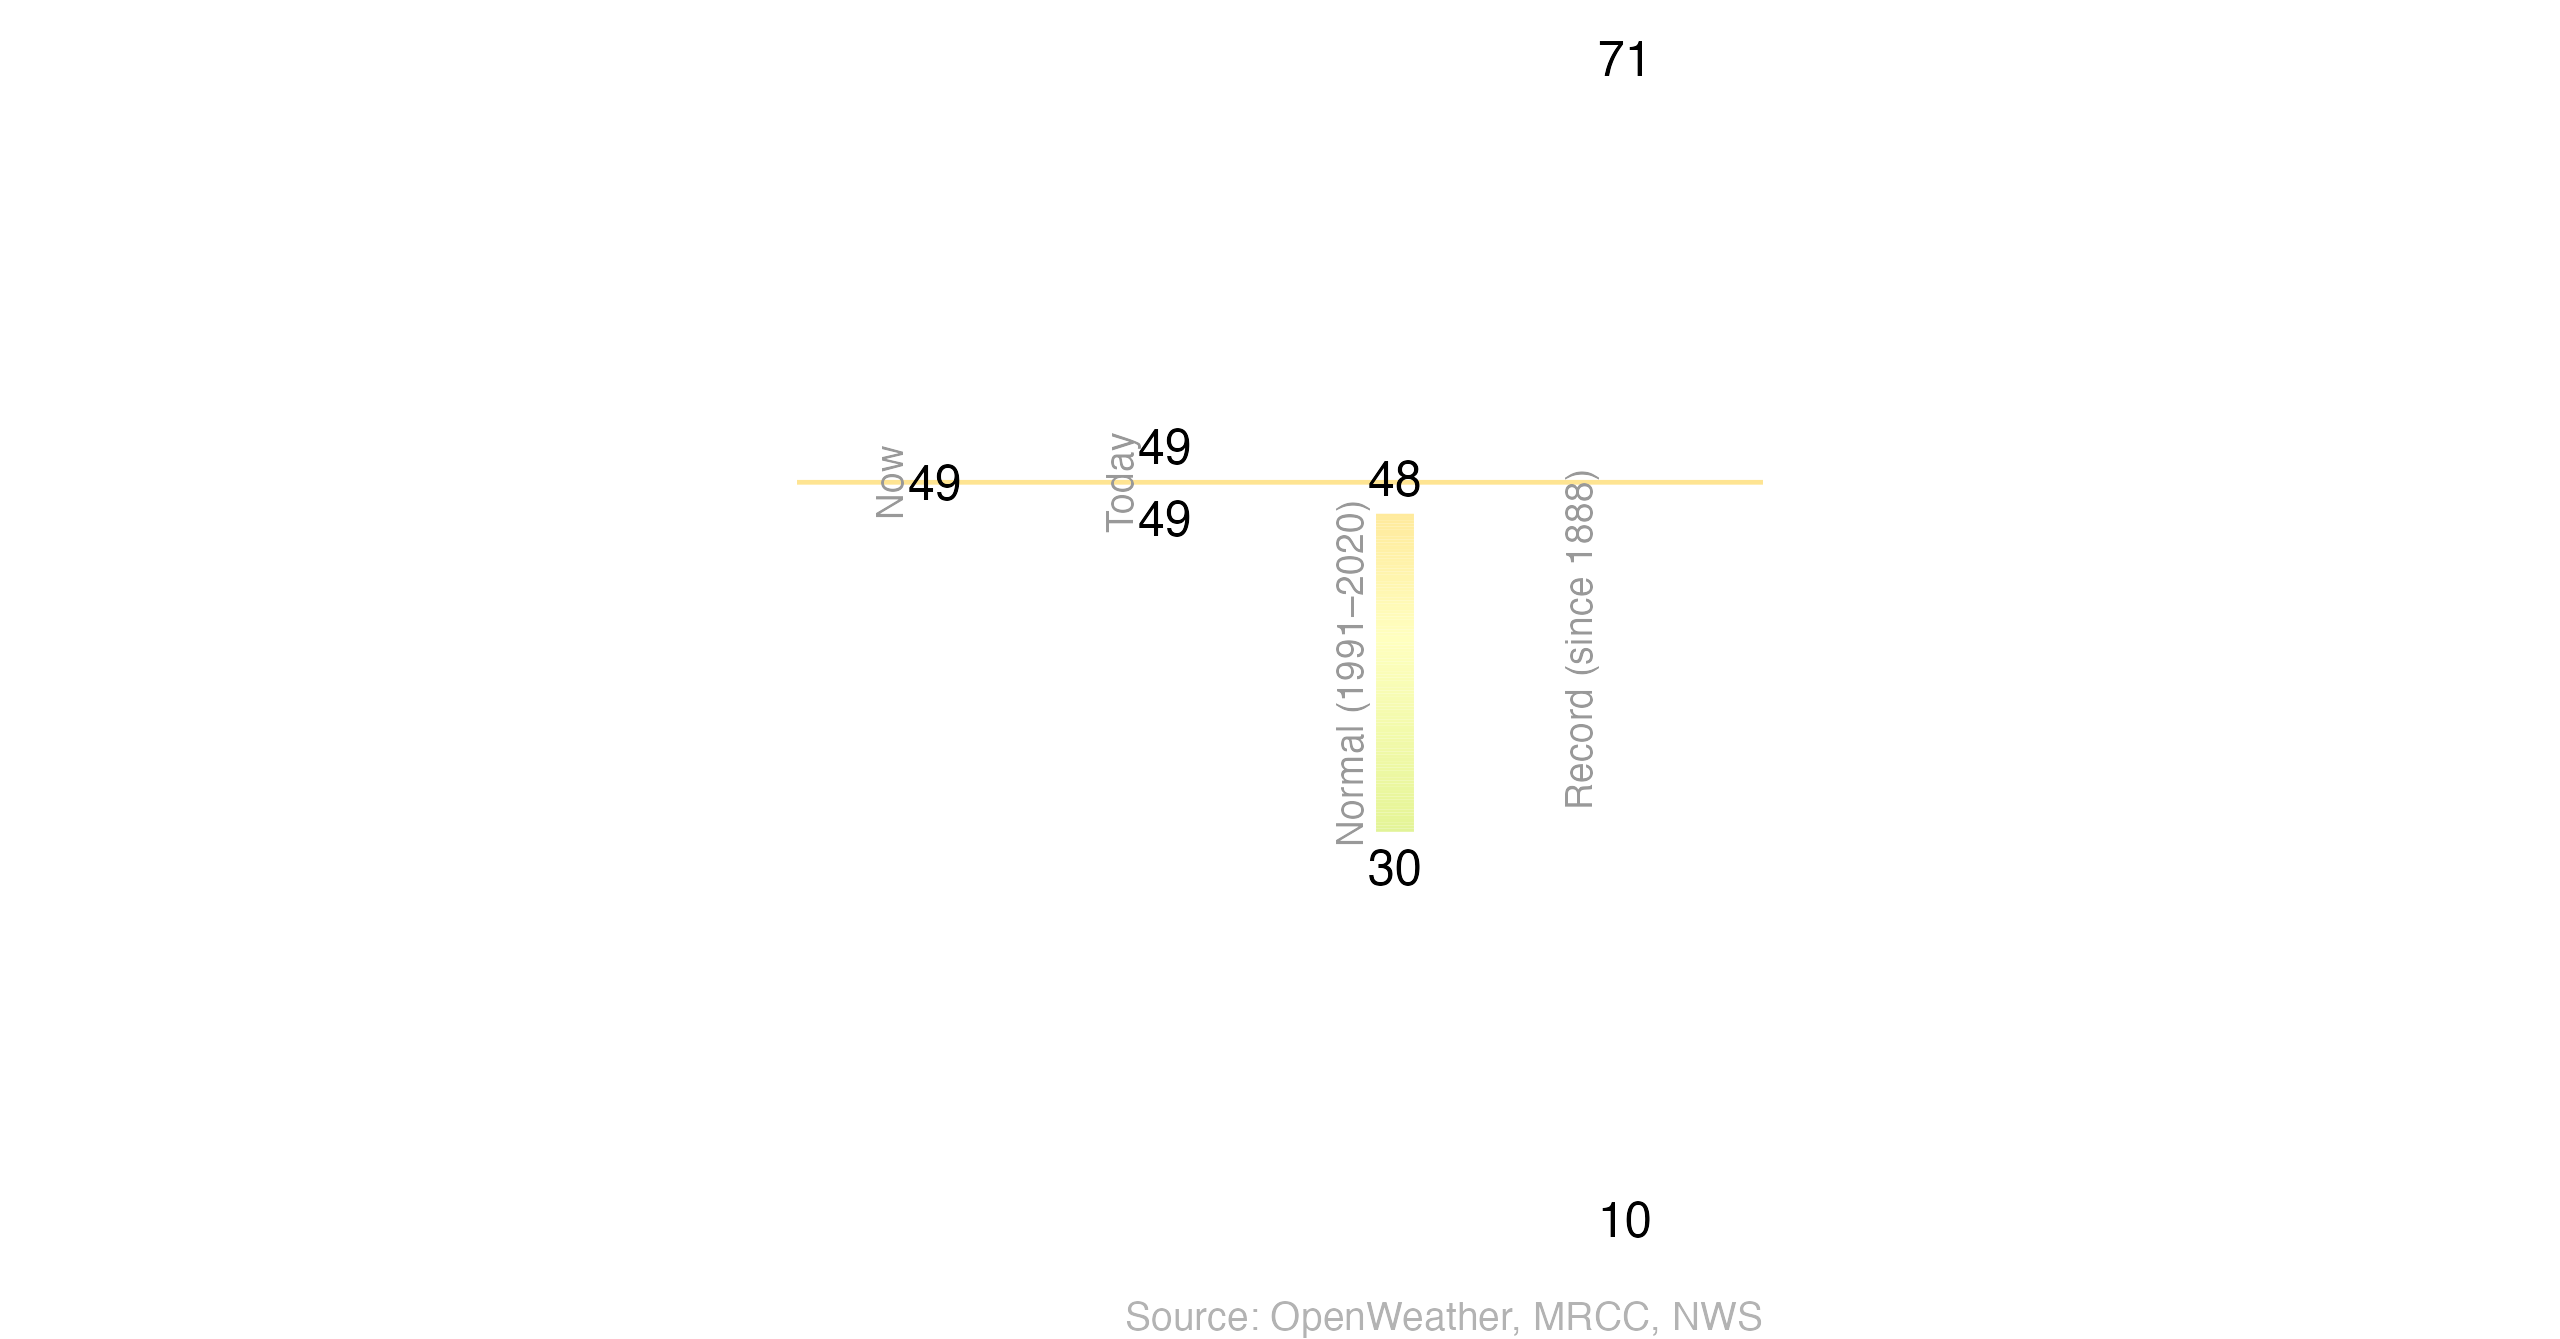 71
Now
49
Today
49
49
48
Normal (1991–2020)
30
Record (since 1888)
10
Source: OpenWeather, MRCC, NWS